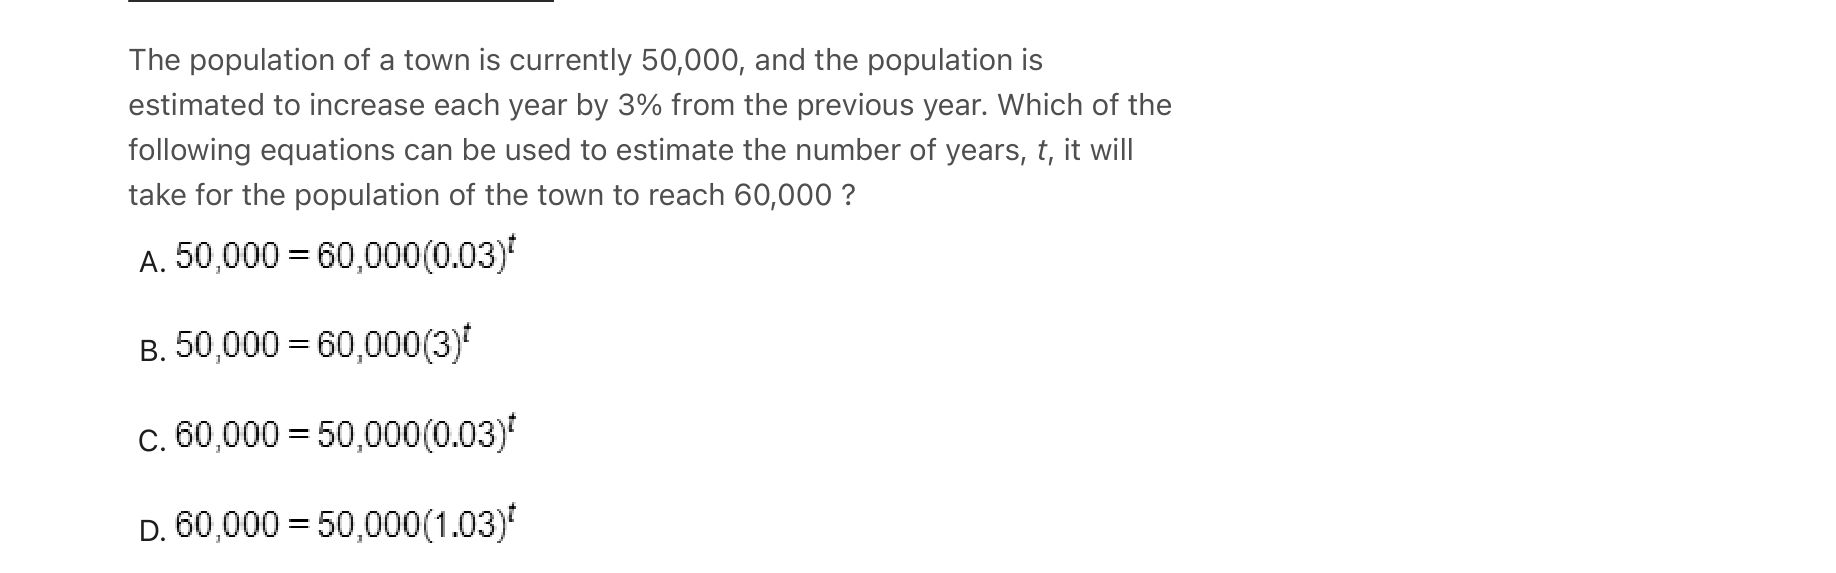 The population of a town is currently 50,000, and the population is
estimated to increase each year by 3% from the previous year. Which of the
following equations can be used to estimate the number of years, t, it will
take for the population of the town to reach 60,000 ?
A. 50,000 = 60,000(0.03)^t
B. 50,000 = 60,000(3)^t
C. 60,000 = 50,000(0.03)^t
D. 60,000 = 50,000(1.03)^t